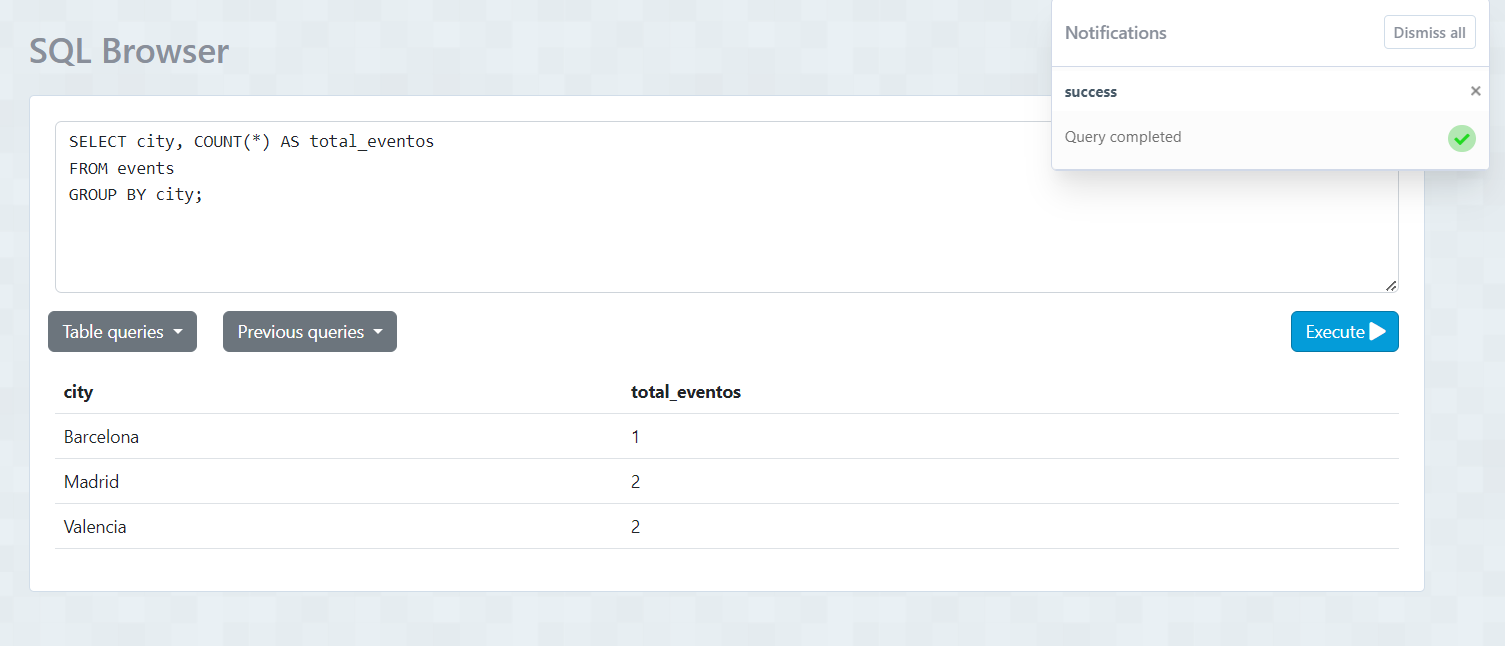 SQL Browser
Notifications
Dismiss all
success
×
Query completed
SELECT city, COUNT(*) AS total_eventos
FROM events
GROUP BY city;
Table queries
Previous queries
Execute
city total_eventos
Barcelona 1
Madrid 2
Valencia 2